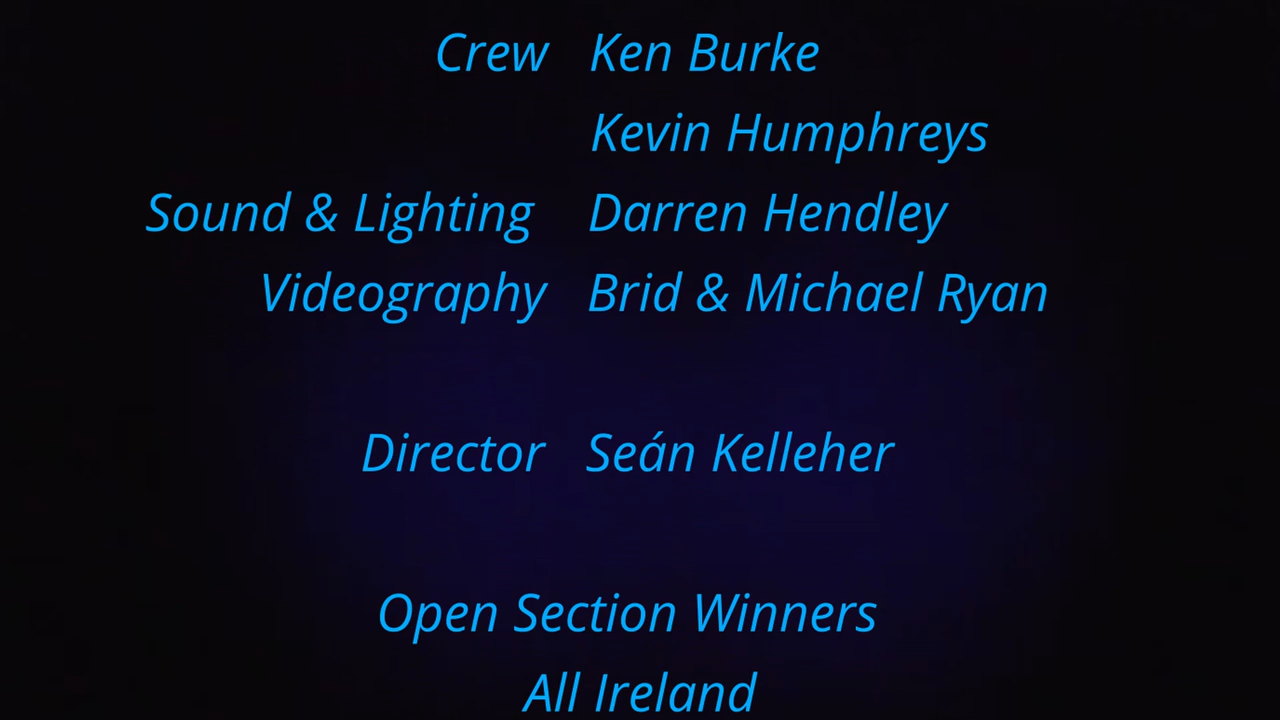 Crew Ken Burke
Kevin Humphreys
Sound & Lighting Darren Hendley
Videography Brid & Michael Ryan
Director Seán Kelleher
Open Section Winners
All Ireland